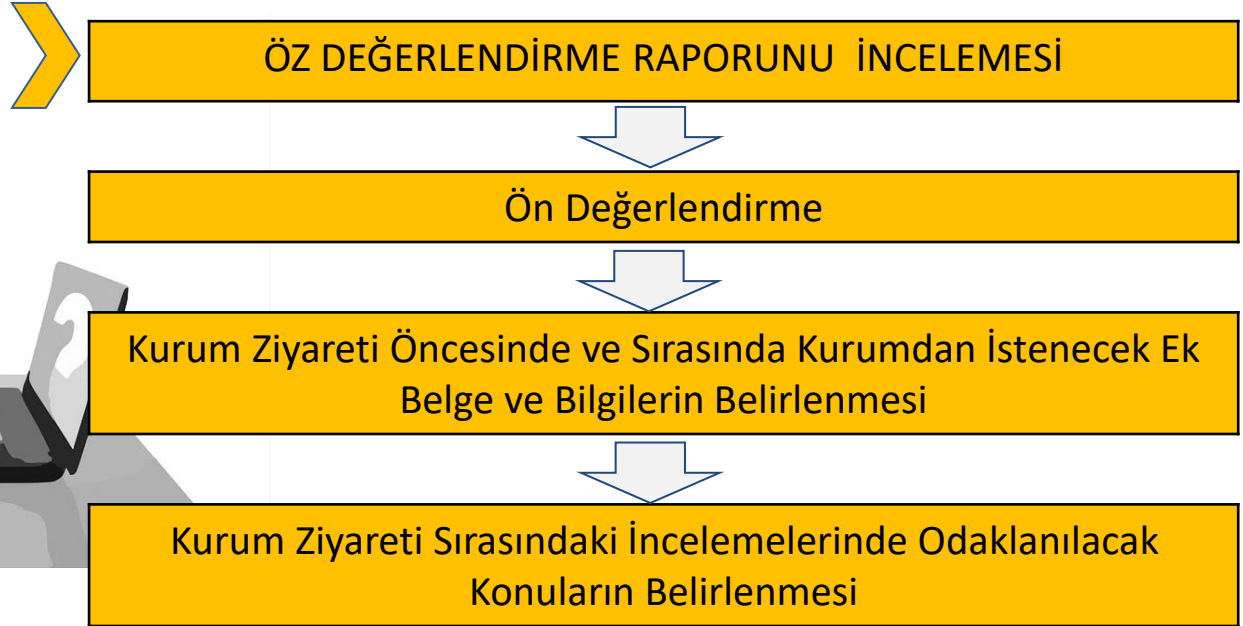 ÖZ DEĞERLENDİRME RAPORUNU  İNCELEMESİ
Ön Değerlendirme
Kurum Ziyareti Öncesinde ve Sırasında Kurumdan İstenecek Ek
Belge ve Bilgilerin Belirlenmesi
Kurum Ziyareti Sırasındaki İncelemelerinde Odaklanılacak
Konuların Belirlenmesi